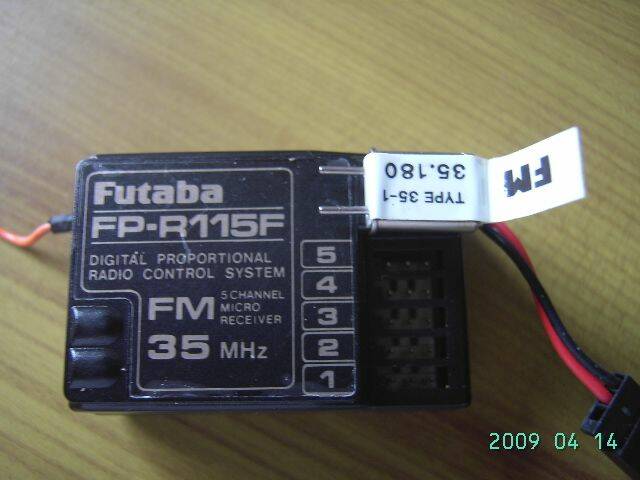 Futaba
FP-R115F
DIGITAL PROPORTIONAL
RADIO CONTROL SYSTEM
FM 5 CHANNEL
MICRO
RECEIVER
35 MHz
5
4
3
2
1
TYPE 35-1
35.180
FM
2009 04 14